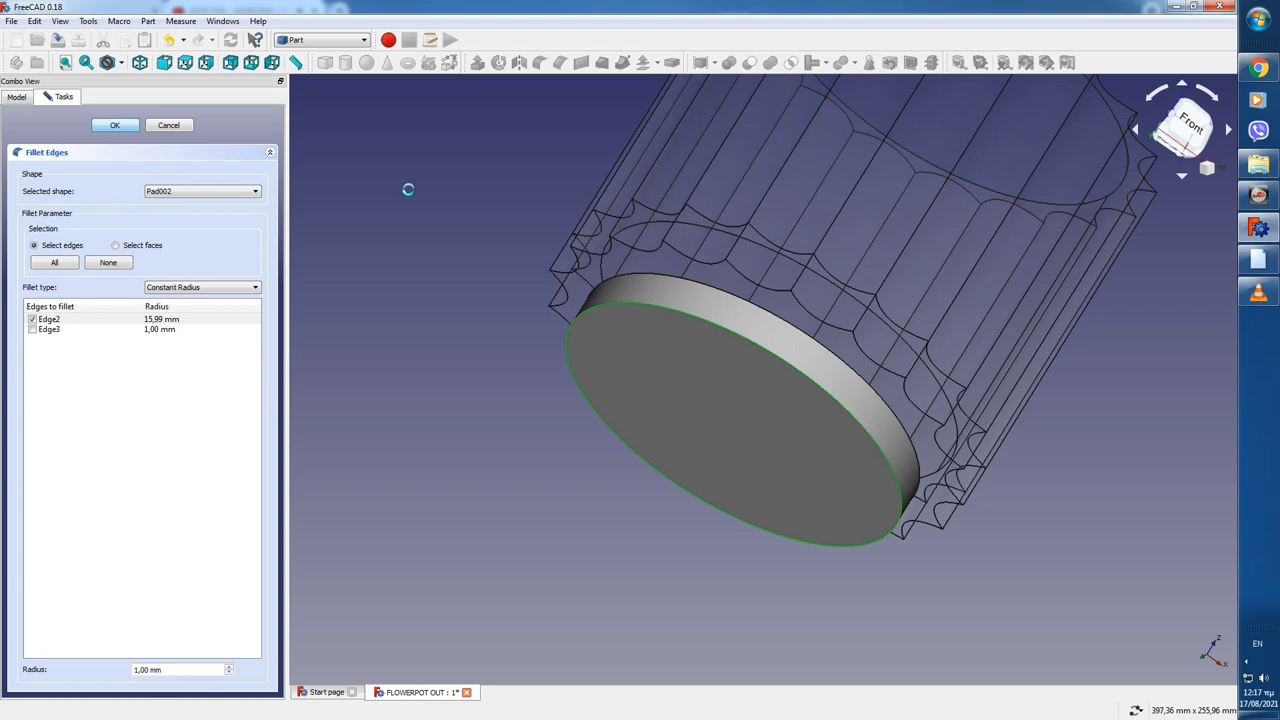 FreeCAD 0.18
File Edit View Tools Macro Part Measure Windows Help
Part
Combo View
Model Tasks
OK Cancel
Fillet Edges
Shape
Selected shape: Pad002
Fillet Parameter
Selection
Select edges Select faces
All None
Fillet type: Constant Radius
Edges to fillet Radius
Edge2 15,99 mm
Edge3 1,00 mm
Radius: 1,00 mm
Front
Z
X
Start page FLOWERPOT OUT : 1*
397,36 mm x 255,96 mm
EN
12:17 πμ
17/08/2021